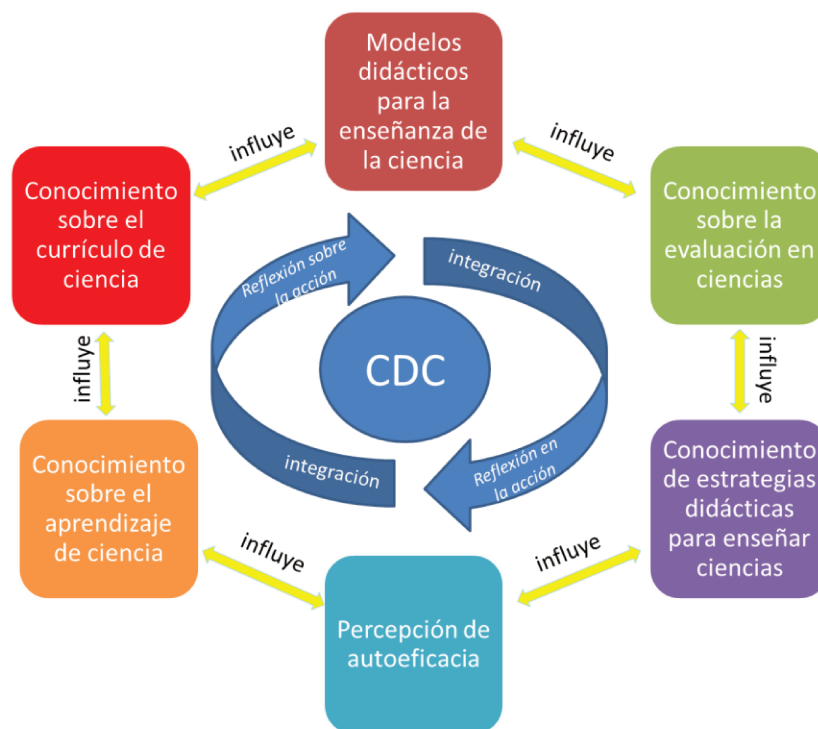 Modelos
didácticos
para la
enseñanza de
la ciencia
influye
influye
Conocimiento
sobre el
currículo de
ciencia
Conocimiento
sobre la
evaluación en
ciencias
Reflexión sobre
la acción
integración
CDC
influye
influye
integración
Reflexión en
la acción
Conocimiento
sobre el
aprendizaje
de ciencia
Conocimiento
de estrategias
didácticas
para enseñar
ciencias
influye
influye
Percepción de
autoeficacia